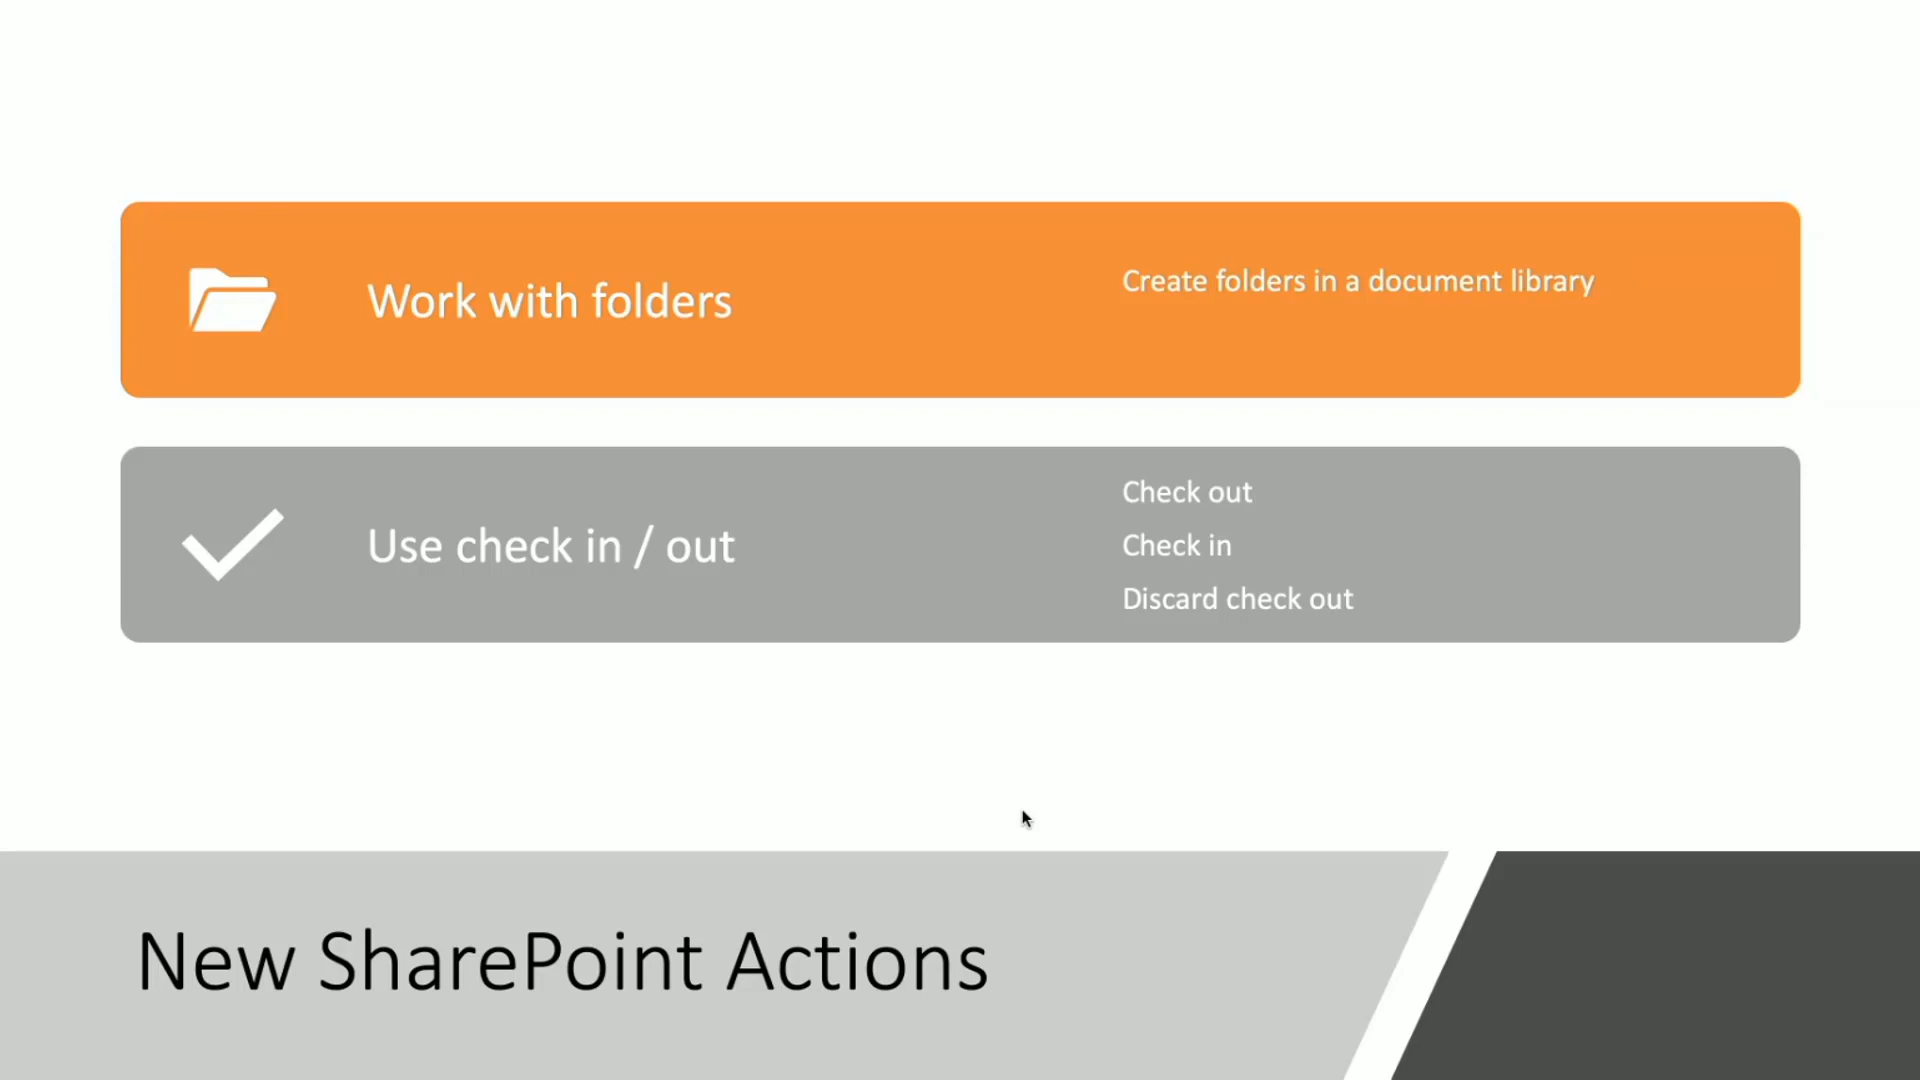 Work with folders
Create folders in a document library
Use check in / out
Check out
Check in
Discard check out
New SharePoint Actions